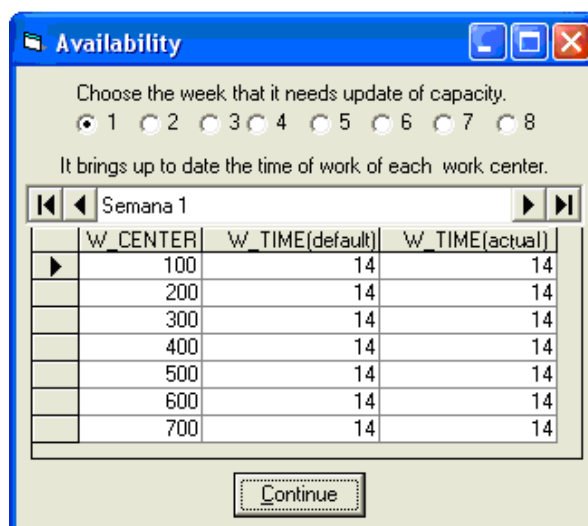 Availability
Choose the week that it needs update of capacity.
1 2 3 4 5 6 7 8
It brings up to date the time of work of each work center.
Semana 1
W_CENTER W_TIME(default) W_TIME(actual)
100 14 14
200 14 14
300 14 14
400 14 14
500 14 14
600 14 14
700 14 14
Continue